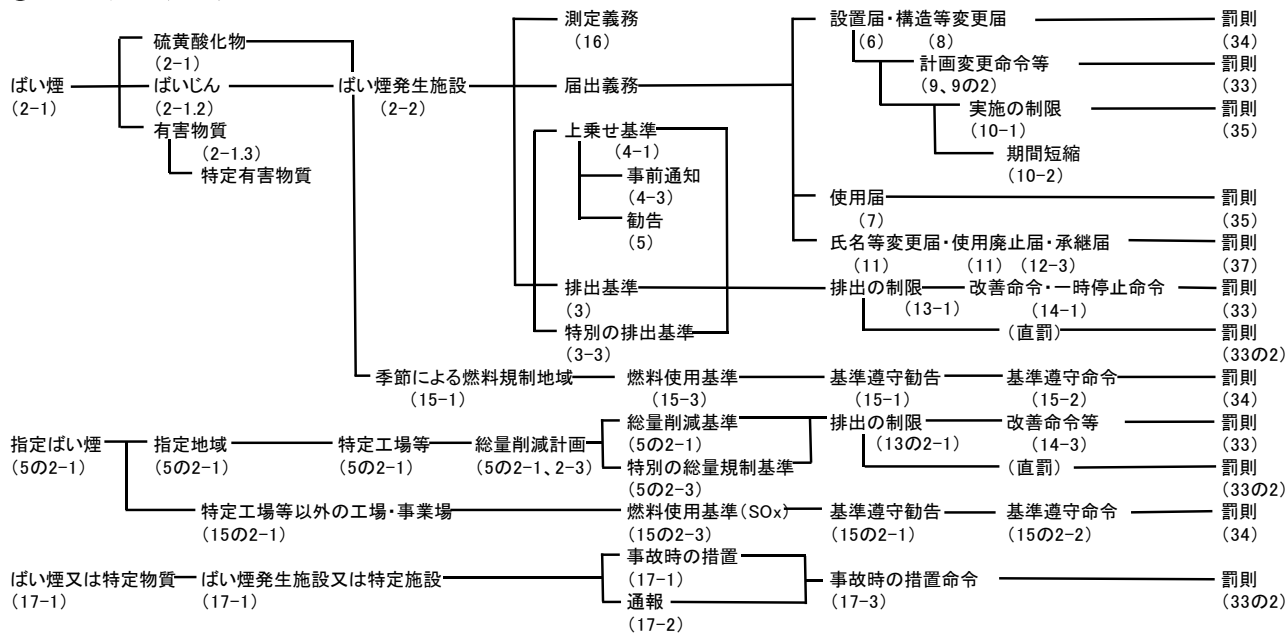 測定義務
(16)
設置届・構造等変更届 罰則
(6) (8) (34)
硫黄酸化物
(2-1)
計画変更命令等 罰則
(9、9の2) (33)
ばい煙 ばいじん ばい煙発生施設 届出義務
(2-1) (2-1.2) (2-2)
実施の制限 罰則
(10-1) (35)
有害物質 上乗せ基準
(2-1.3) (4-1)
期間短縮
(10-2)
特定有害物質 事前通知
(4-3)
使用届 罰則
(7) (35)
勧告
(5)
氏名等変更届・使用廃止届・承継届 罰則
(11) (11) (12-3) (37)
排出基準 排出の制限 改善命令・一時停止命令 罰則
(3) (13-1) (14-1) (33)
特別の排出基準 (直罰) 罰則
(3-3) (33の2)
季節による燃料規制地域 燃料使用基準 基準遵守勧告 基準遵守命令 罰則
(15-1) (15-3) (15-1) (15-2) (34)
総量削減基準 排出の制限 改善命令等 罰則
(5の2-1) (13の2-1) (14-3) (33)
指定ばい煙 指定地域 特定工場等 総量削減計画
(5の2-1) (5の2-1) (5の2-1) (5の2-1、2-3)
特別の総量規制基準 (直罰) 罰則
(5の2-3) (33の2)
特定工場等以外の工場・事業場 燃料使用基準(SOx) 基準遵守勧告 基準遵守命令 罰則
(15の2-1) (15の2-3) (15の2-1) (15の2-2) (34)
事故時の措置
(17-1)
ばい煙又は特定物質 ばい煙発生施設又は特定施設 事故時の措置命令 罰則
(17-1) (17-1) (17-3) (33の2)
通報
(17-2)